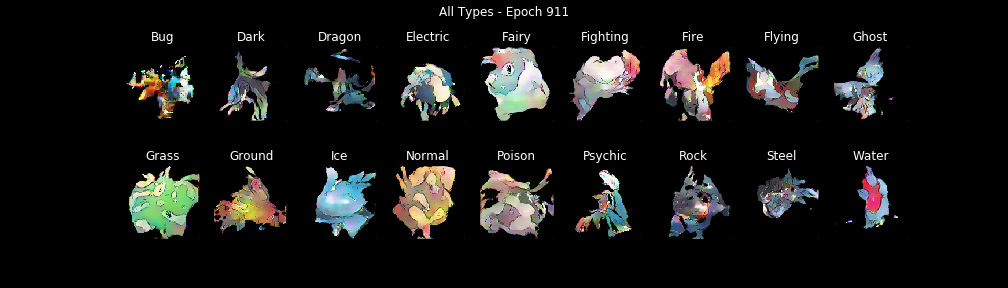 All Types - Epoch 911
Bug Dark Dragon Electric Fairy Fighting Fire Flying Ghost
Grass Ground Ice Normal Poison Psychic Rock Steel Water